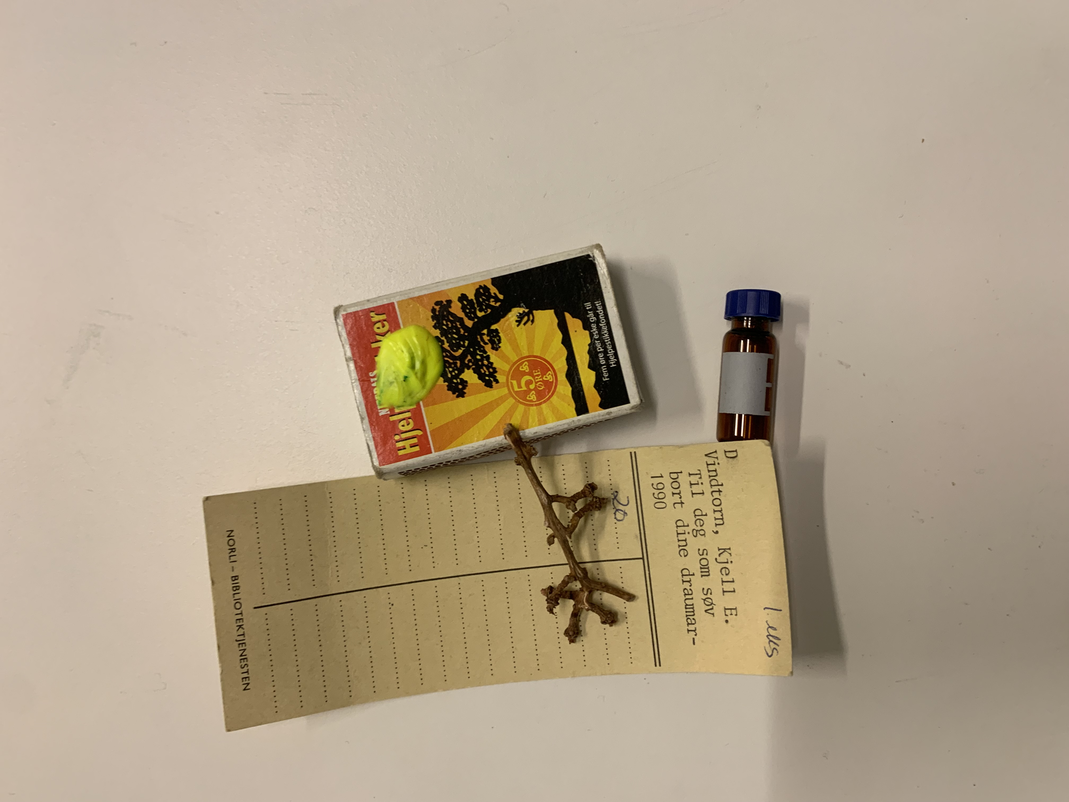 Hjel ker
5
ØRE
Fem øre per eske går til
Hjelpestikkefondet!
1 eks
D
Vindtorn, Kjell E.
Til deg som søv
bort dine draumar-
1990
20
NORLI – BIBLIOTEKTJENESTEN